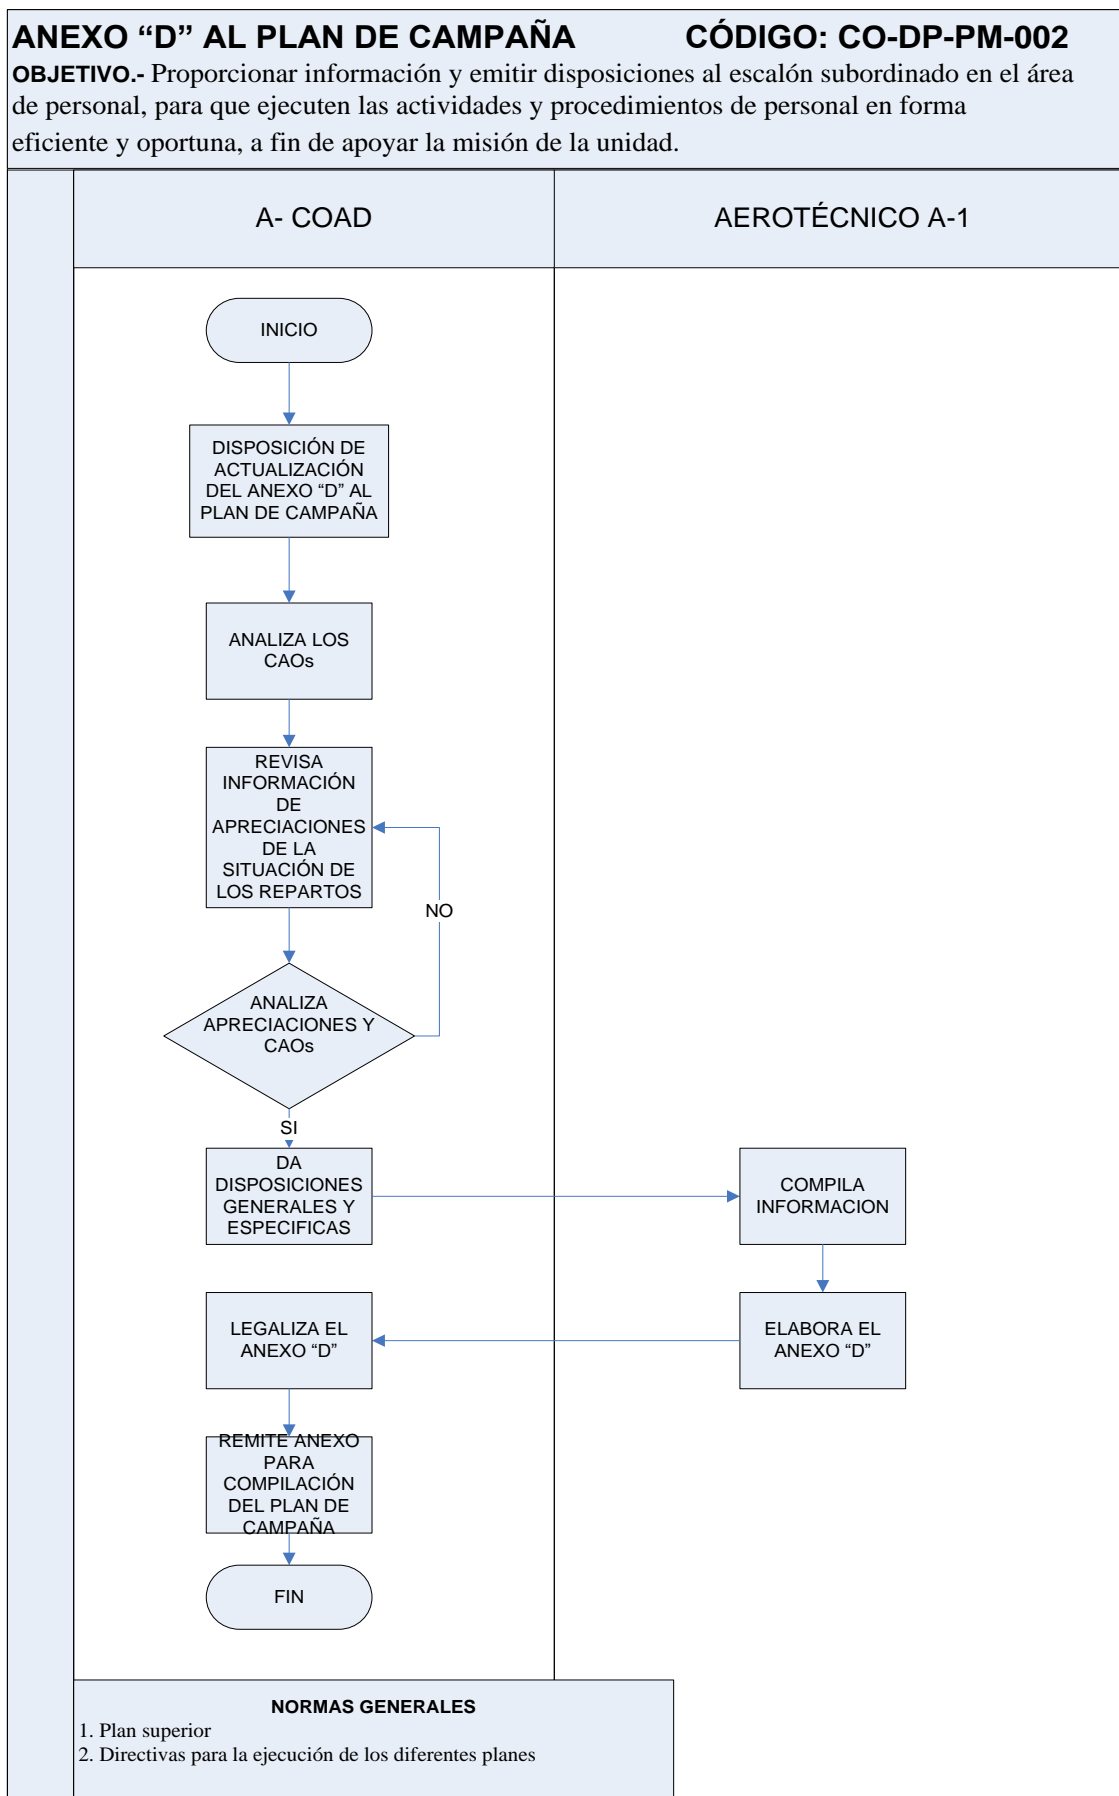 ANEXO “D” AL PLAN DE CAMPAÑA CÓDIGO: CO-DP-PM-002
OBJETIVO.- Proporcionar información y emitir disposiciones al escalón subordinado en el área
de personal, para que ejecuten las actividades y procedimientos de personal en forma
eficiente y oportuna, a fin de apoyar la misión de la unidad.
A- COAD
AEROTÉCNICO A-1
INICIO
DISPOSICIÓN DE
ACTUALIZACIÓN
DEL ANEXO “D” AL
PLAN DE CAMPAÑA
ANALIZA LOS
CAOs
REVISA
INFORMACIÓN
DE
APRECIACIONES
DE LA
SITUACIÓN DE
LOS REPARTOS
NO
ANALIZA
APRECIACIONES Y
CAOs
SI
DA
DISPOSICIONES
GENERALES Y
ESPECIFICAS
COMPILA
INFORMACION
ELABORA EL
ANEXO “D”
LEGALIZA EL
ANEXO “D”
REMITE ANEXO
PARA
COMPILACIÓN
DEL PLAN DE
CAMPAÑA
FIN
NORMAS GENERALES
1. Plan superior
2. Directivas para la ejecución de los diferentes planes